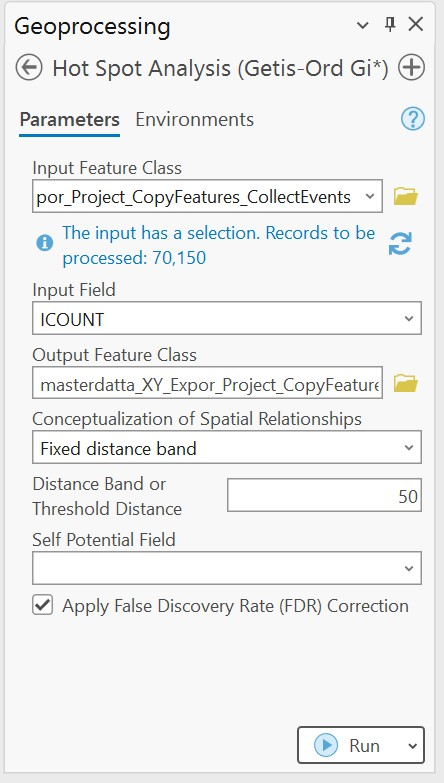 Geoprocessing
Hot Spot Analysis (Getis-Ord Gi*)
Parameters Environments
Input Feature Class
por_Project_CopyFeatures_CollectEvents
The input has a selection. Records to be
processed: 70,150
Input Field
ICOUNT
Output Feature Class
masterdatta_XY_Expor_Project_CopyFeature
Conceptualization of Spatial Relationships
Fixed distance band
Distance Band or
Threshold Distance
50
Self Potential Field
Apply False Discovery Rate (FDR) Correction
Run